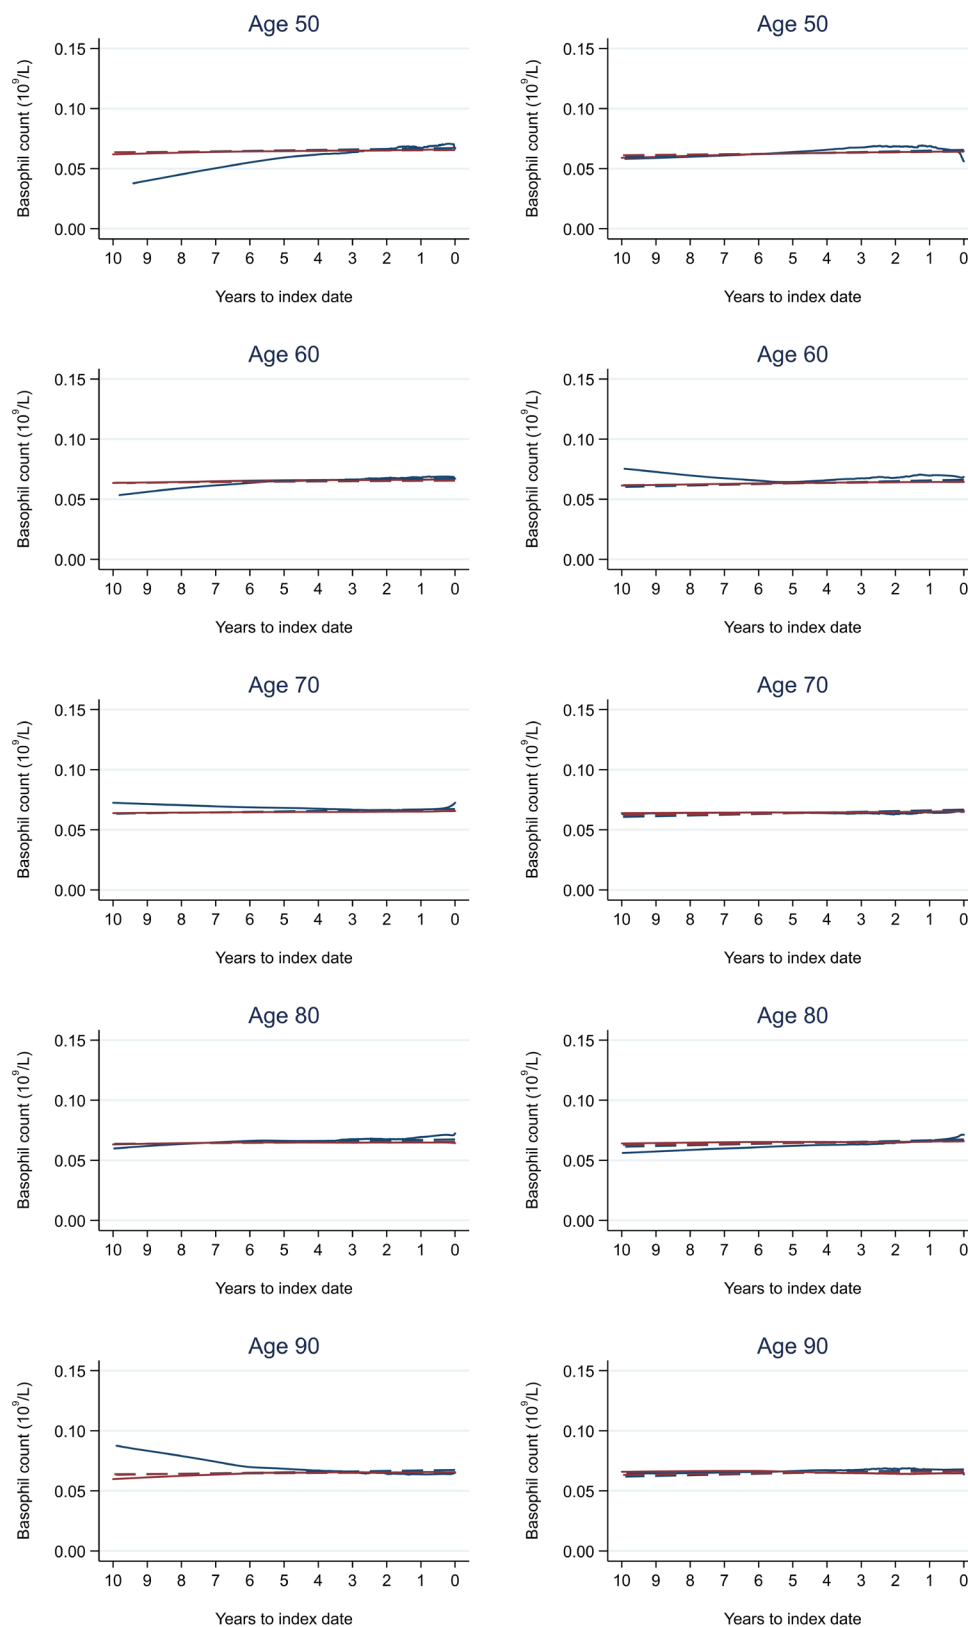 Age 50
Basophil count (10⁹/L)
0.15
0.10
0.05
0.00
10 9 8 7 6 5 4 3 2 1 0
Years to index date
Age 50
Basophil count (10⁹/L)
0.15
0.10
0.05
0.00
10 9 8 7 6 5 4 3 2 1 0
Years to index date
Age 60
Basophil count (10⁹/L)
0.15
0.10
0.05
0.00
10 9 8 7 6 5 4 3 2 1 0
Years to index date
Age 60
Basophil count (10⁹/L)
0.15
0.10
0.05
0.00
10 9 8 7 6 5 4 3 2 1 0
Years to index date
Age 70
Basophil count (10⁹/L)
0.15
0.10
0.05
0.00
10 9 8 7 6 5 4 3 2 1 0
Years to index date
Age 70
Basophil count (10⁹/L)
0.15
0.10
0.05
0.00
10 9 8 7 6 5 4 3 2 1 0
Years to index date
Age 80
Basophil count (10⁹/L)
0.15
0.10
0.05
0.00
10 9 8 7 6 5 4 3 2 1 0
Years to index date
Age 80
Basophil count (10⁹/L)
0.15
0.10
0.05
0.00
10 9 8 7 6 5 4 3 2 1 0
Years to index date
Age 90
Basophil count (10⁹/L)
0.15
0.10
0.05
0.00
10 9 8 7 6 5 4 3 2 1 0
Years to index date
Age 90
Basophil count (10⁹/L)
0.15
0.10
0.05
0.00
10 9 8 7 6 5 4 3 2 1 0
Years to index date